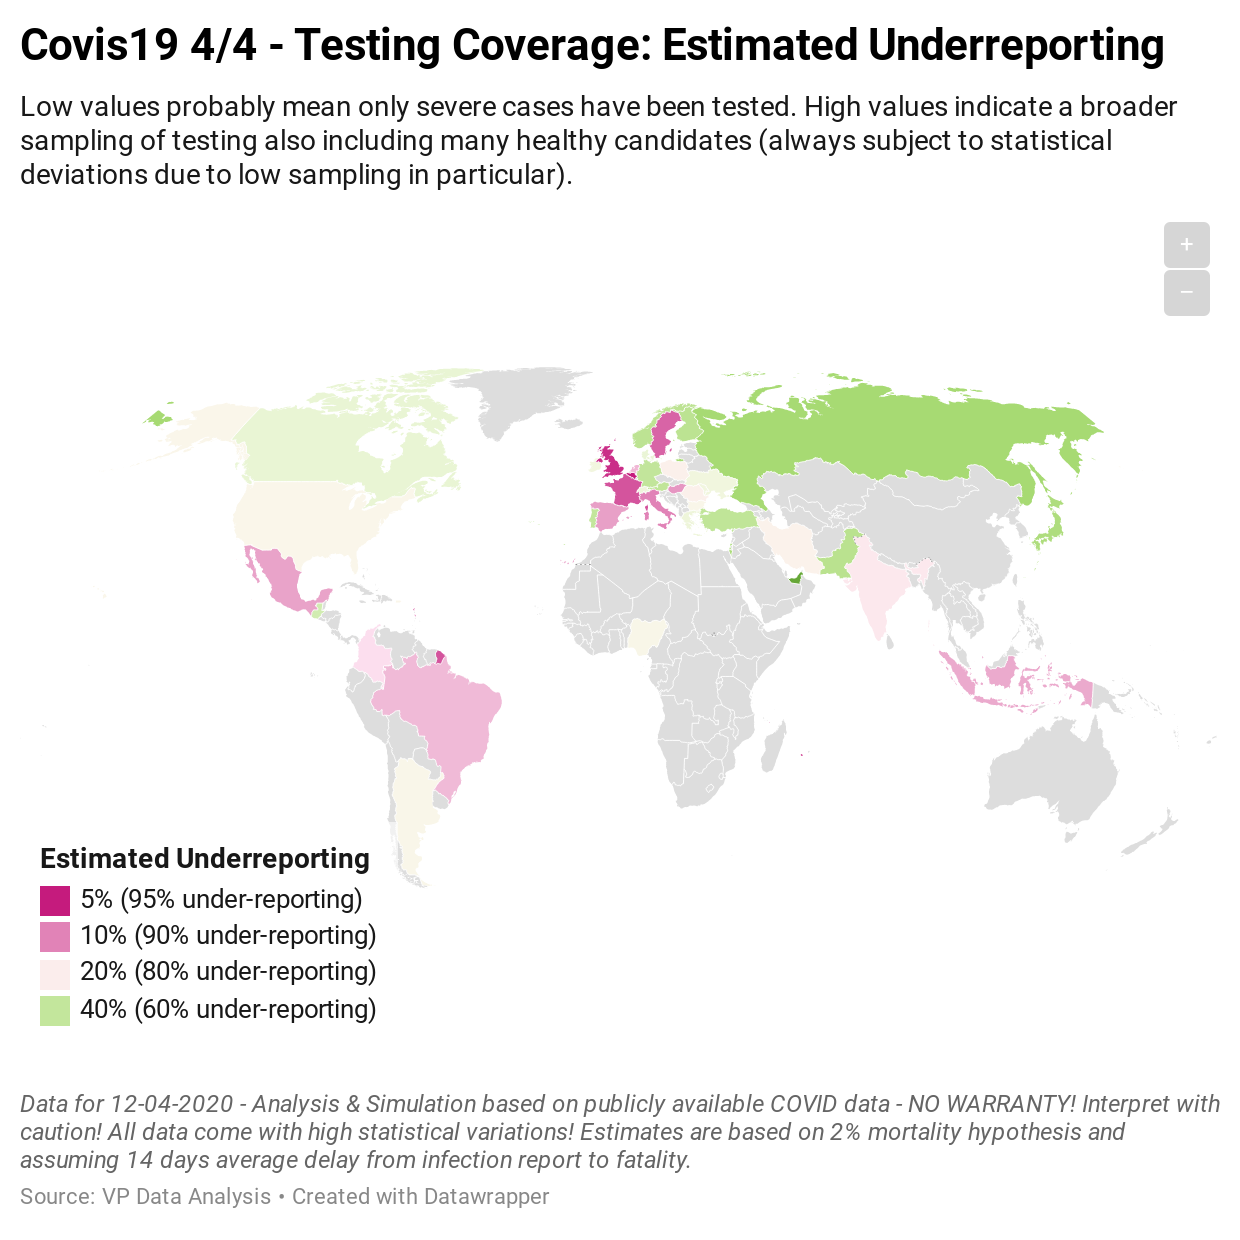 Covis19 4/4 - Testing Coverage: Estimated Underreporting
Low values probably mean only severe cases have been tested. High values indicate a broader
sampling of testing also including many healthy candidates (always subject to statistical
deviations due to low sampling in particular).
+
−
Estimated Underreporting
5% (95% under-reporting)
10% (90% under-reporting)
20% (80% under-reporting)
40% (60% under-reporting)
Data for 12-04-2020 - Analysis & Simulation based on publicly available COVID data - NO WARRANTY! Interpret with
caution! All data come with high statistical variations! Estimates are based on 2% mortality hypothesis and
assuming 14 days average delay from infection report to fatality.
Source: VP Data Analysis • Created with Datawrapper